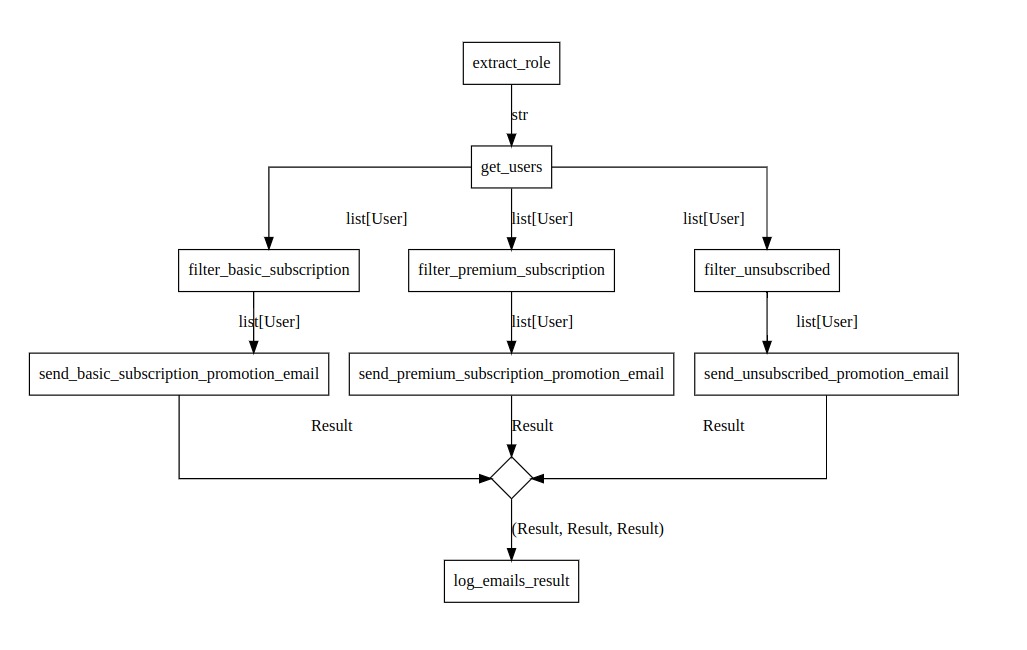 extract_role
str
get_users
list[User]
list[User]
list[User]
filter_basic_subscription
filter_premium_subscription
filter_unsubscribed
list[User]
list[User]
list[User]
send_basic_subscription_promotion_email
send_premium_subscription_promotion_email
send_unsubscribed_promotion_email
Result
Result
Result
(Result, Result, Result)
log_emails_result